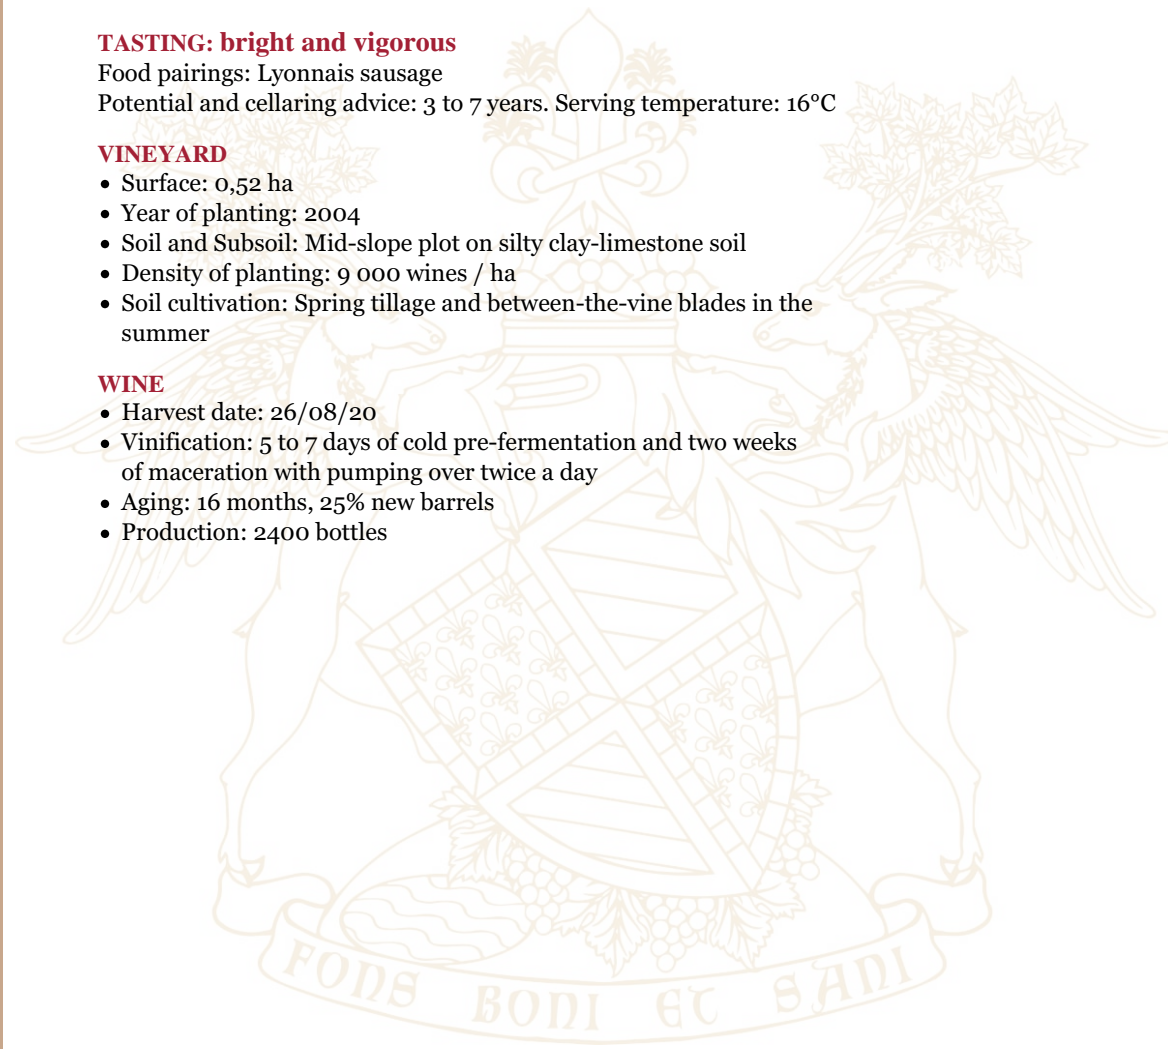 TASTING: bright and vigorous
Food pairings: Lyonnais sausage
Potential and cellaring advice: 3 to 7 years. Serving temperature: 16°C
VINEYARD
• Surface: 0,52 ha
• Year of planting: 2004
• Soil and Subsoil: Mid-slope plot on silty clay-limestone soil
• Density of planting: 9 000 wines / ha
• Soil cultivation: Spring tillage and between-the-vine blades in the
summer
WINE
• Harvest date: 26/08/20
• Vinification: 5 to 7 days of cold pre-fermentation and two weeks
of maceration with pumping over twice a day
• Aging: 16 months, 25% new barrels
• Production: 2400 bottles
FONS BONI ET SANI